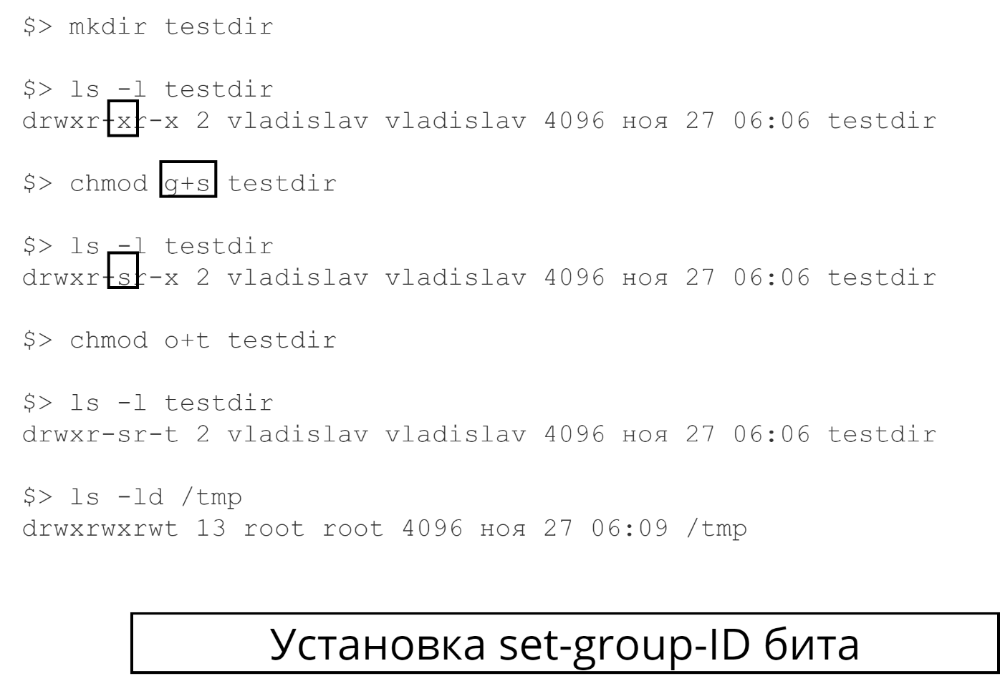 $> mkdir testdir
$> ls -l testdir
drwxr-xr-x 2 vladislav vladislav 4096 ноя 27 06:06 testdir
$> chmod g+s testdir
$> ls -l testdir
drwxr-sr-x 2 vladislav vladislav 4096 ноя 27 06:06 testdir
$> chmod o+t testdir
$> ls -l testdir
drwxr-sr-t 2 vladislav vladislav 4096 ноя 27 06:06 testdir
$> ls -ld /tmp
drwxrwxrwt 13 root root 4096 ноя 27 06:09 /tmp
Установка set-group-ID бита